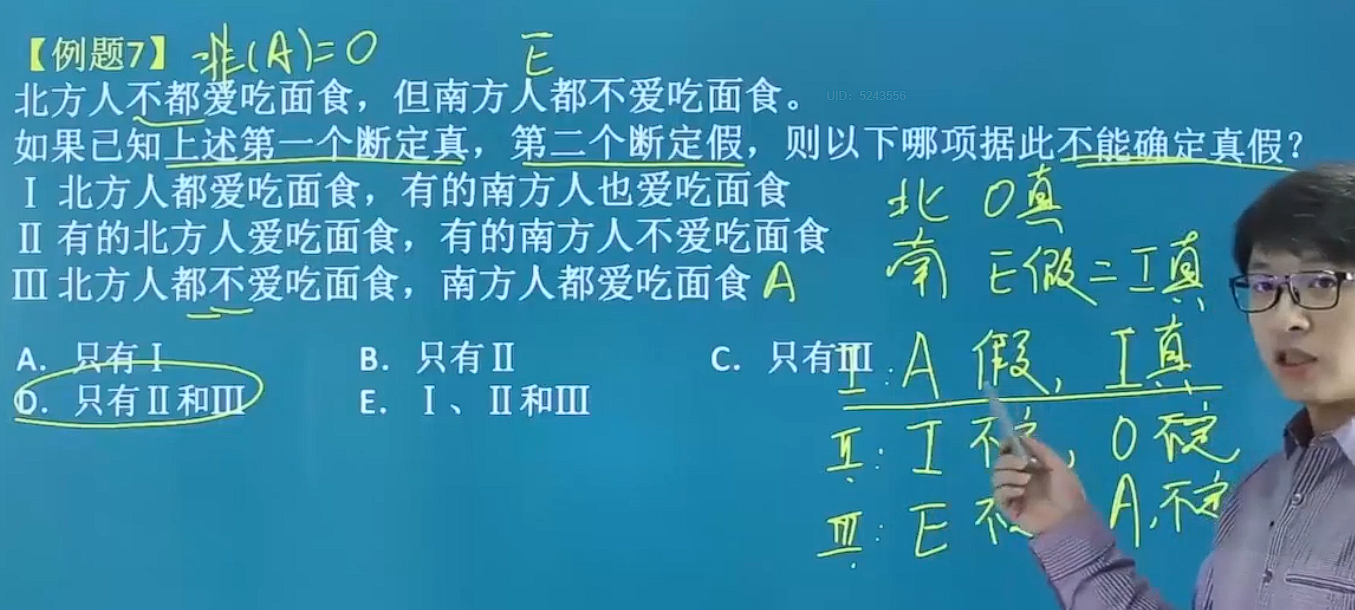 【例题7】 非(A)=O E
北方人不都爱吃面食，但南方人都不爱吃面食。
UID：5243556
如果已知上述第一个断定真，第二个断定假，则以下哪项据此不能确定真假？
Ⅰ 北方人都爱吃面食，有的南方人也爱吃面食
Ⅱ 有的北方人爱吃面食，有的南方人不爱吃面食
Ⅲ 北方人都不爱吃面食，南方人都爱吃面食 A
北 O真
南 E假=I真
A. 只有Ⅰ B. 只有Ⅱ C. 只有Ⅲ
D. 只有Ⅱ和Ⅲ E. Ⅰ、Ⅱ和Ⅲ
Ⅰ: A 假, I真
Ⅱ: I 不定, O 不定
Ⅲ: E 不 A, 不定